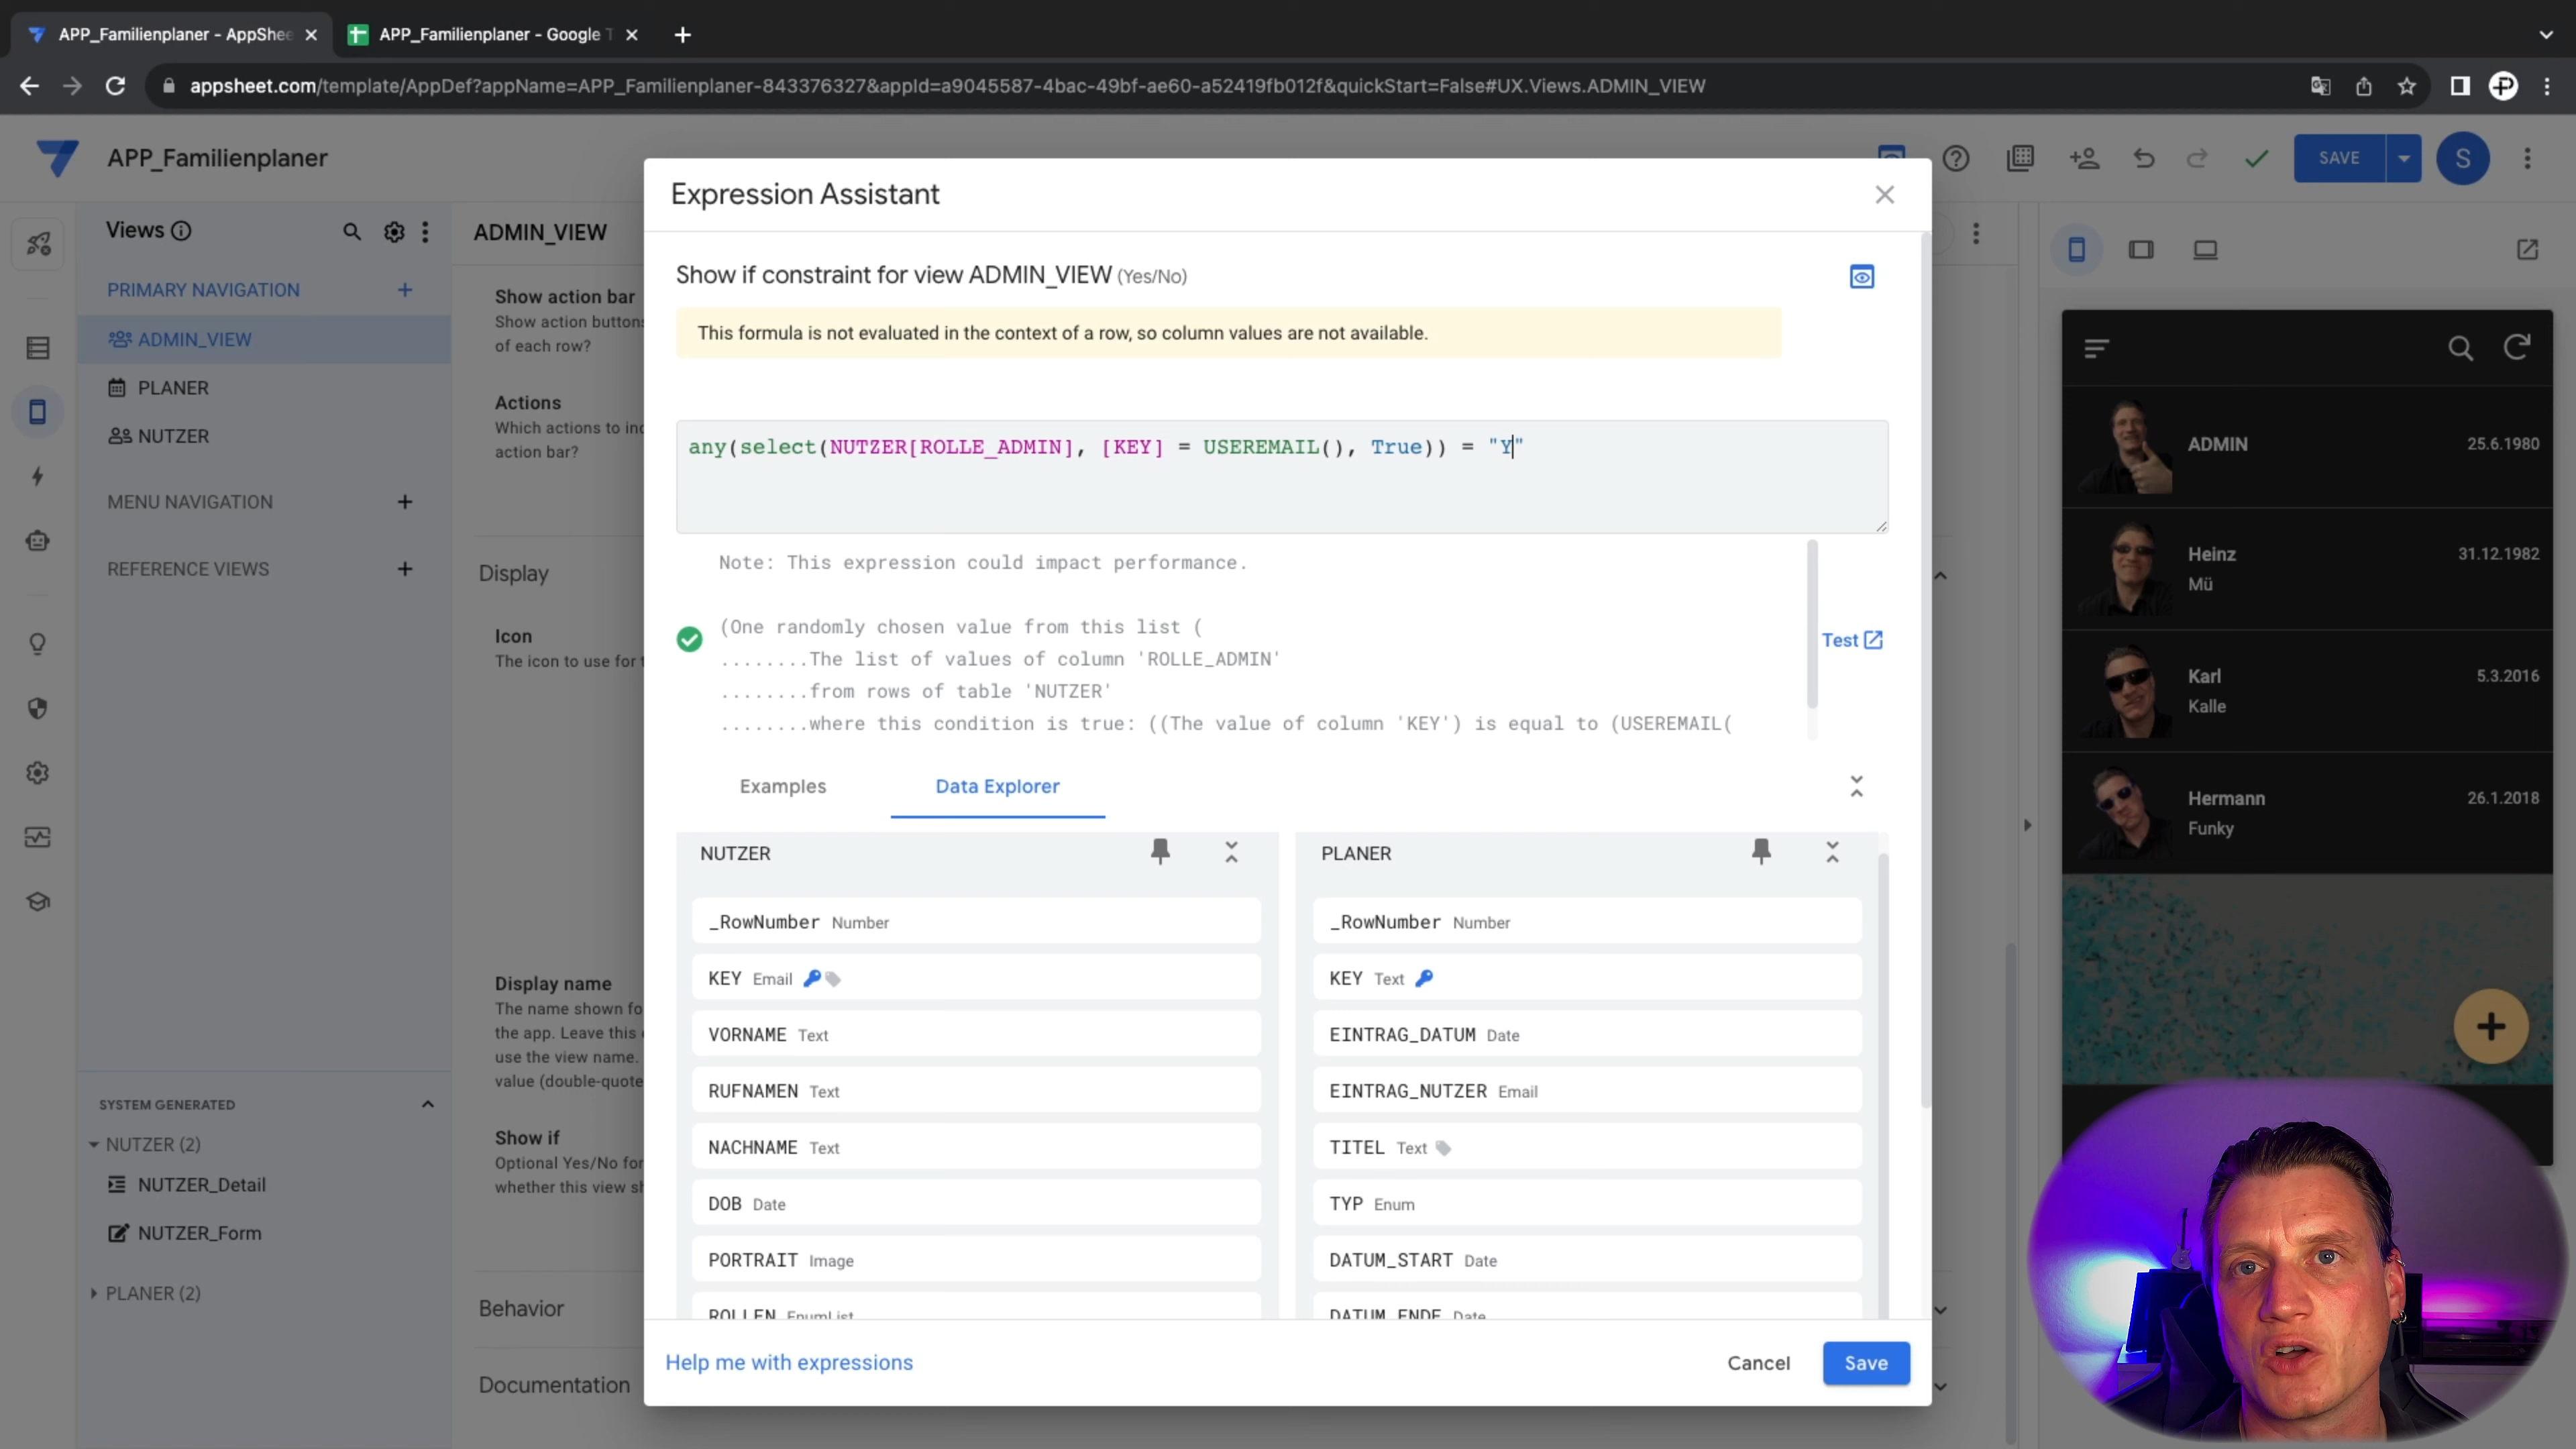 APP_Familienplaner - AppShee
APP_Familienplaner - Google T
appsheet.com/template/AppDef?appName=APP_Familienplaner-843376327&appId=a9045587-4bac-49bf-ae60-a52419fb012f&quickStart=False#UX.Views.ADMIN_VIEW
APP_Familienplaner
SAVE
S
Views
PRIMARY NAVIGATION
ADMIN_VIEW
PLANER
NUTZER
MENU NAVIGATION
REFERENCE VIEWS
SYSTEM GENERATED
NUTZER (2)
NUTZER_Detail
NUTZER_Form
PLANER (2)
ADMIN_VIEW
Show action bar
Show action buttons
of each row?
Actions
Which actions to inc
action bar?
Display
Icon
The icon to use for t
Display name
The name shown fo
the app. Leave this
use the view name.
value (double-quote
Show if
Optional Yes/No for
whether this view sh
Behavior
Documentation
Expression Assistant
Show if constraint for view ADMIN_VIEW (Yes/No)
This formula is not evaluated in the context of a row, so column values are not available.
any(select(NUTZER[ROLLE_ADMIN], [KEY] = USEREMAIL(), True)) = "Y"
Note: This expression could impact performance.
(One randomly chosen value from this list (
........The list of values of column 'ROLLE_ADMIN'
........from rows of table 'NUTZER'
........where this condition is true: ((The value of column 'KEY') is equal to (USEREMAIL(
Test
Examples
Data Explorer
NUTZER
_RowNumber Number
KEY Email
VORNAME Text
RUFNAMEN Text
NACHNAME Text
DOB Date
PORTRAIT Image
ROLLEN EnumList
PLANER
_RowNumber Number
KEY Text
EINTRAG_DATUM Date
EINTRAG_NUTZER Email
TITEL Text
TYP Enum
DATUM_START Date
DATUM_ENDE Date
Help me with expressions
Cancel
Save
ADMIN
25.6.1980
Heinz
31.12.1982
Mü
Karl
5.3.2016
Kalle
Hermann
26.1.2018
Funky